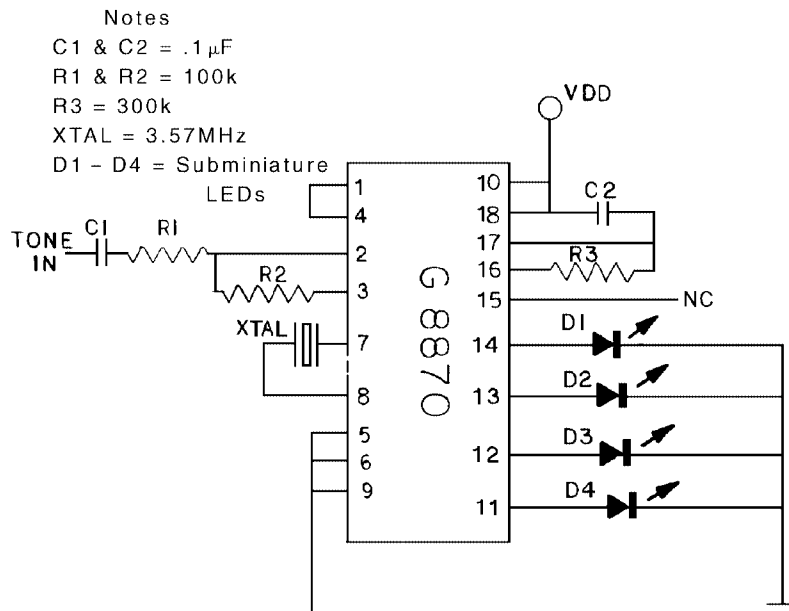 Notes
C1 & C2 = .1µF
R1 & R2 = 100k
R3 = 300k
XTAL = 3.57MHz
D1 – D4 = Subminiature
LEDs
VDD
TONE
IN
C1
R1
R2
XTAL
1
4
2
3
7
8
5
6
9
G 8870
10
18
17
16
15
14
13
12
11
C2
R3
NC
D1
D2
D3
D4